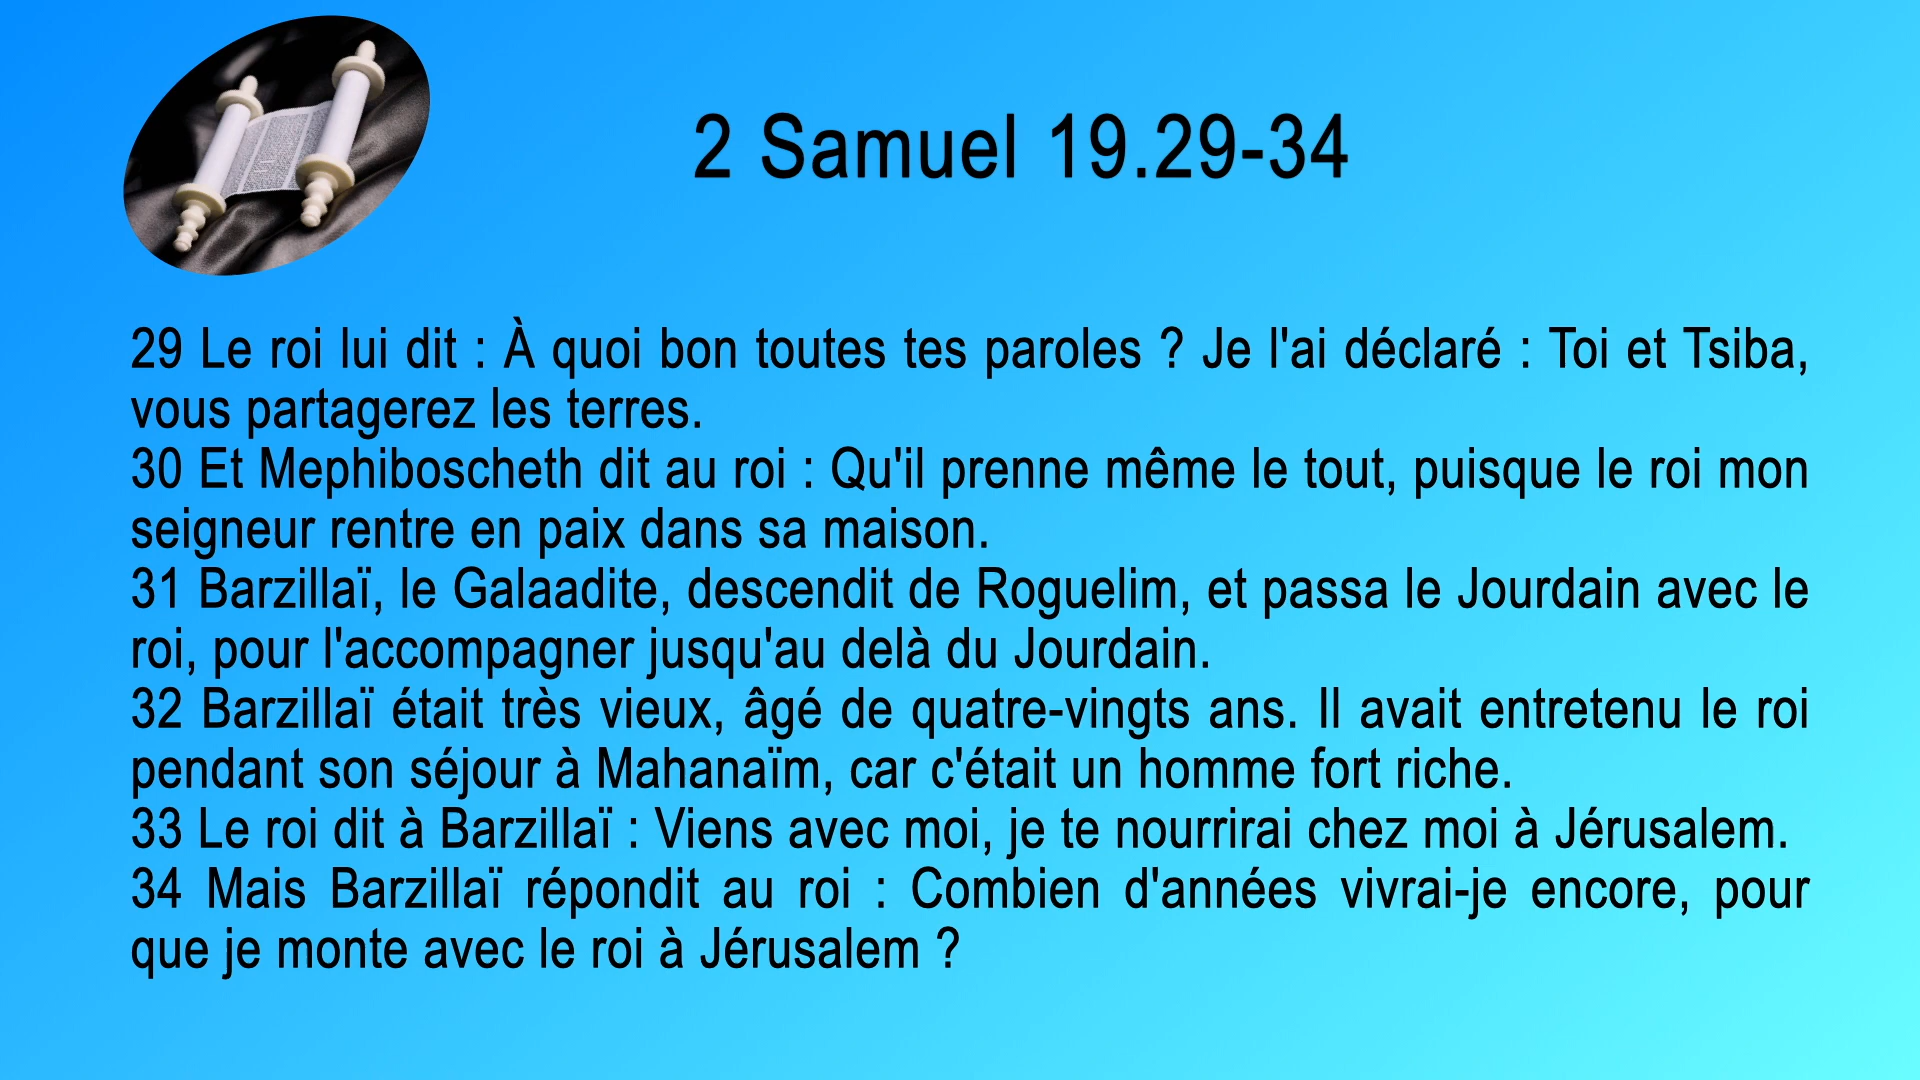 2 Samuel 19.29-34
29 Le roi lui dit : À quoi bon toutes tes paroles ? Je l'ai déclaré : Toi et Tsiba,
vous partagerez les terres.
30 Et Mephiboscheth dit au roi : Qu'il prenne même le tout, puisque le roi mon
seigneur rentre en paix dans sa maison.
31 Barzillaï, le Galaadite, descendit de Roguelim, et passa le Jourdain avec le
roi, pour l'accompagner jusqu'au delà du Jourdain.
32 Barzillaï était très vieux, âgé de quatre-vingts ans. Il avait entretenu le roi
pendant son séjour à Mahanaïm, car c'était un homme fort riche.
33 Le roi dit à Barzillaï : Viens avec moi, je te nourrirai chez moi à Jérusalem.
34 Mais Barzillaï répondit au roi : Combien d'années vivrai-je encore, pour
que je monte avec le roi à Jérusalem ?